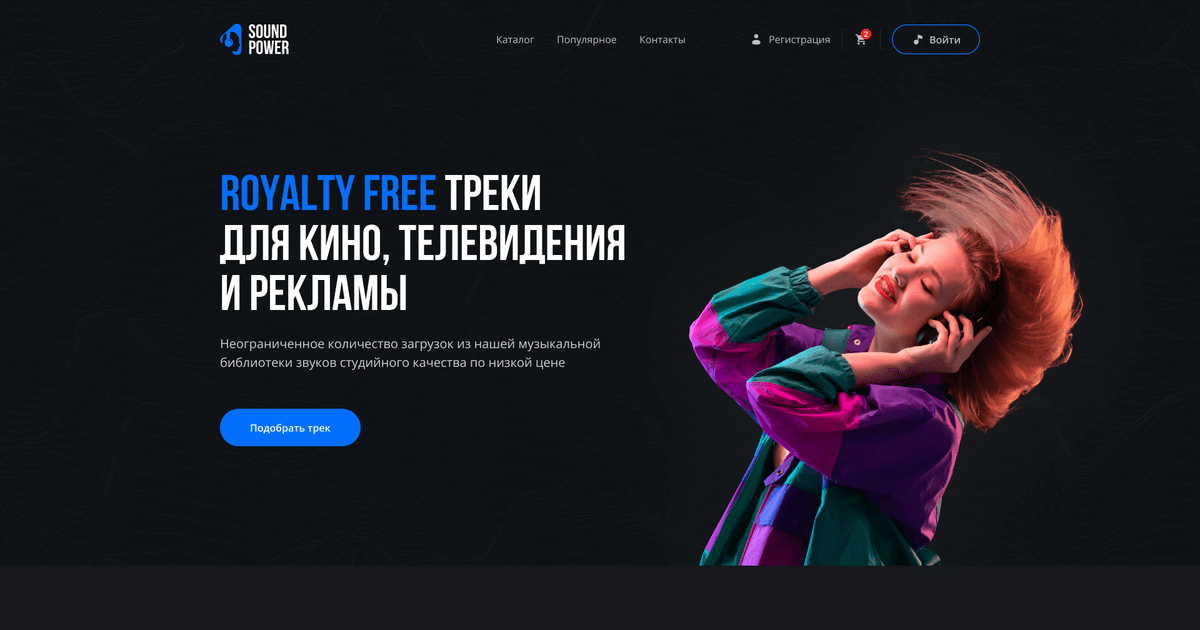 SOUND
POWER
Каталог
Популярное
Контакты
Регистрация
2
Войти
ROYALTY FREE ТРЕКИ
ДЛЯ КИНО, ТЕЛЕВИДЕНИЯ
И РЕКЛАМЫ
Неограниченное количество загрузок из нашей музыкальной
библиотеки звуков студийного качества по низкой цене
Подобрать трек